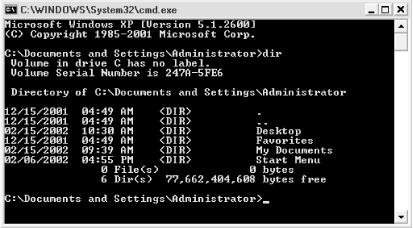 C:\WINDOWS\System32\cmd.exe
Microsoft Windows XP [Version 5.1.2600]
(C) Copyright 1985-2001 Microsoft Corp.
C:\Documents and Settings\Administrator>dir
 Volume in drive C has no label.
 Volume Serial Number is 247A-5FE6
 Directory of C:\Documents and Settings\Administrator
12/15/2001  04:49 AM    <DIR>          .
12/15/2001  04:49 AM    <DIR>          ..
02/15/2002  10:30 AM    <DIR>          Desktop
12/15/2001  04:49 AM    <DIR>          Favorites
02/15/2002  09:39 AM    <DIR>          My Documents
02/06/2002  04:55 PM    <DIR>          Start Menu
               0 File(s)              0 bytes
               6 Dir(s)  77,662,404,608 bytes free
C:\Documents and Settings\Administrator>_